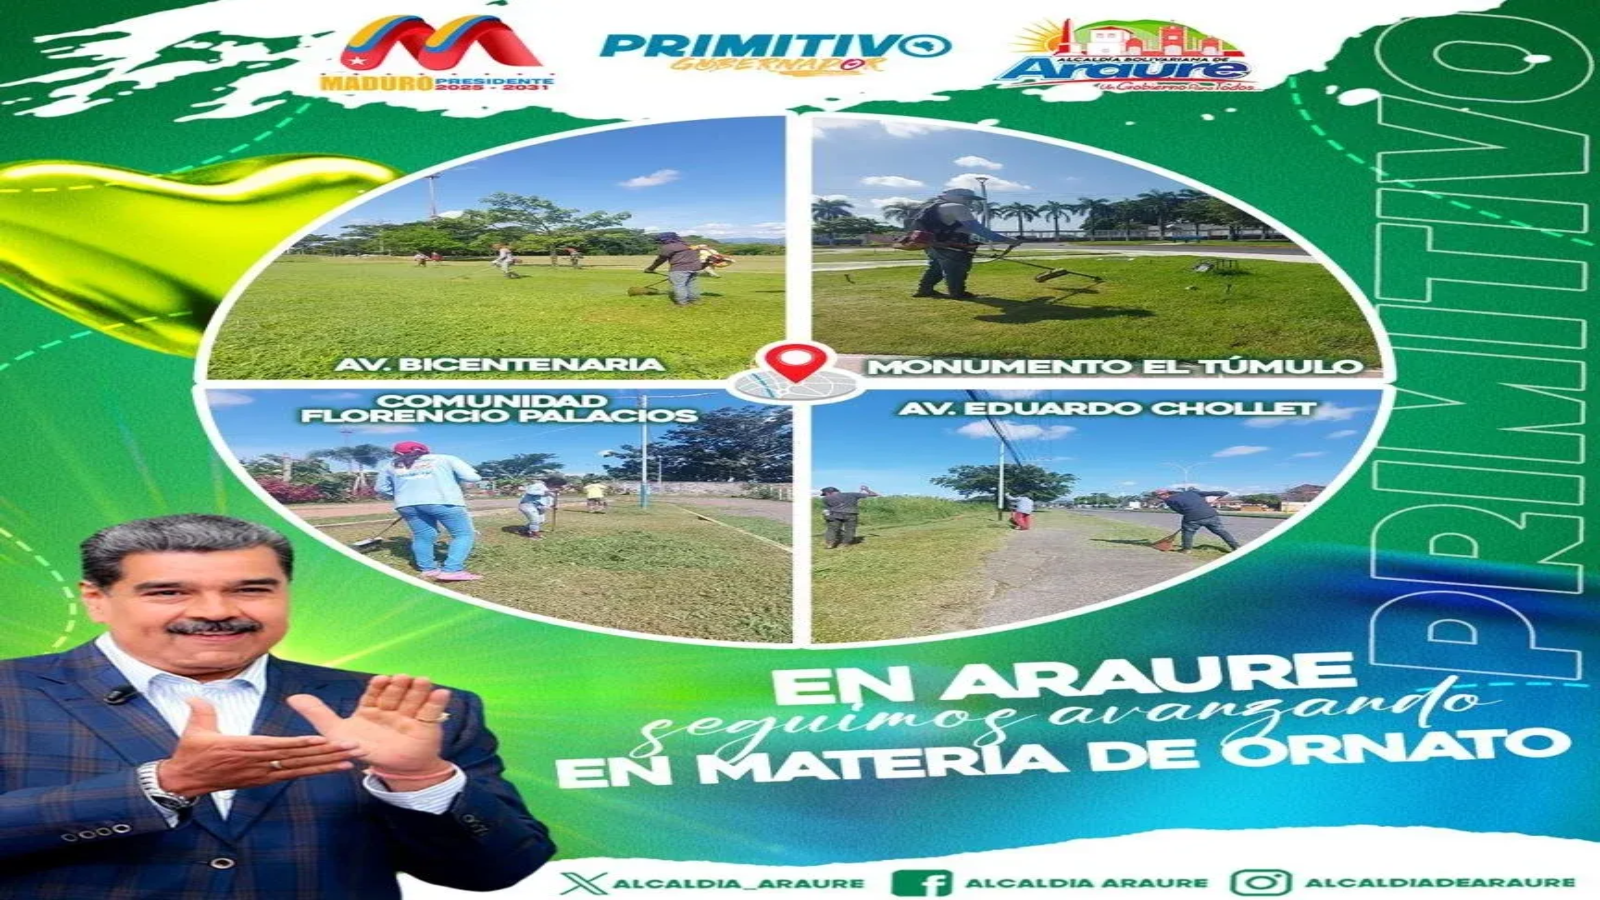 MADURO PRESIDENTE
2025 - 2031
PRIMITIVO
GOBERNADOR
ALCALDIA BOLIVARIANA DE
Araure
Un Gobierno Para Todos
AV. BICENTENARIA
MONUMENTO EL TÚMULO
COMUNIDAD
FLORENCIO PALACIOS
AV. EDUARDO CHOLLET
PRIMITIVO
EN ARAURE
seguimos avanzando
EN MATERIA DE ORNATO
ALCALDIA_ARAURE
ALCALDIA ARAURE
ALCALDIADEARAURE